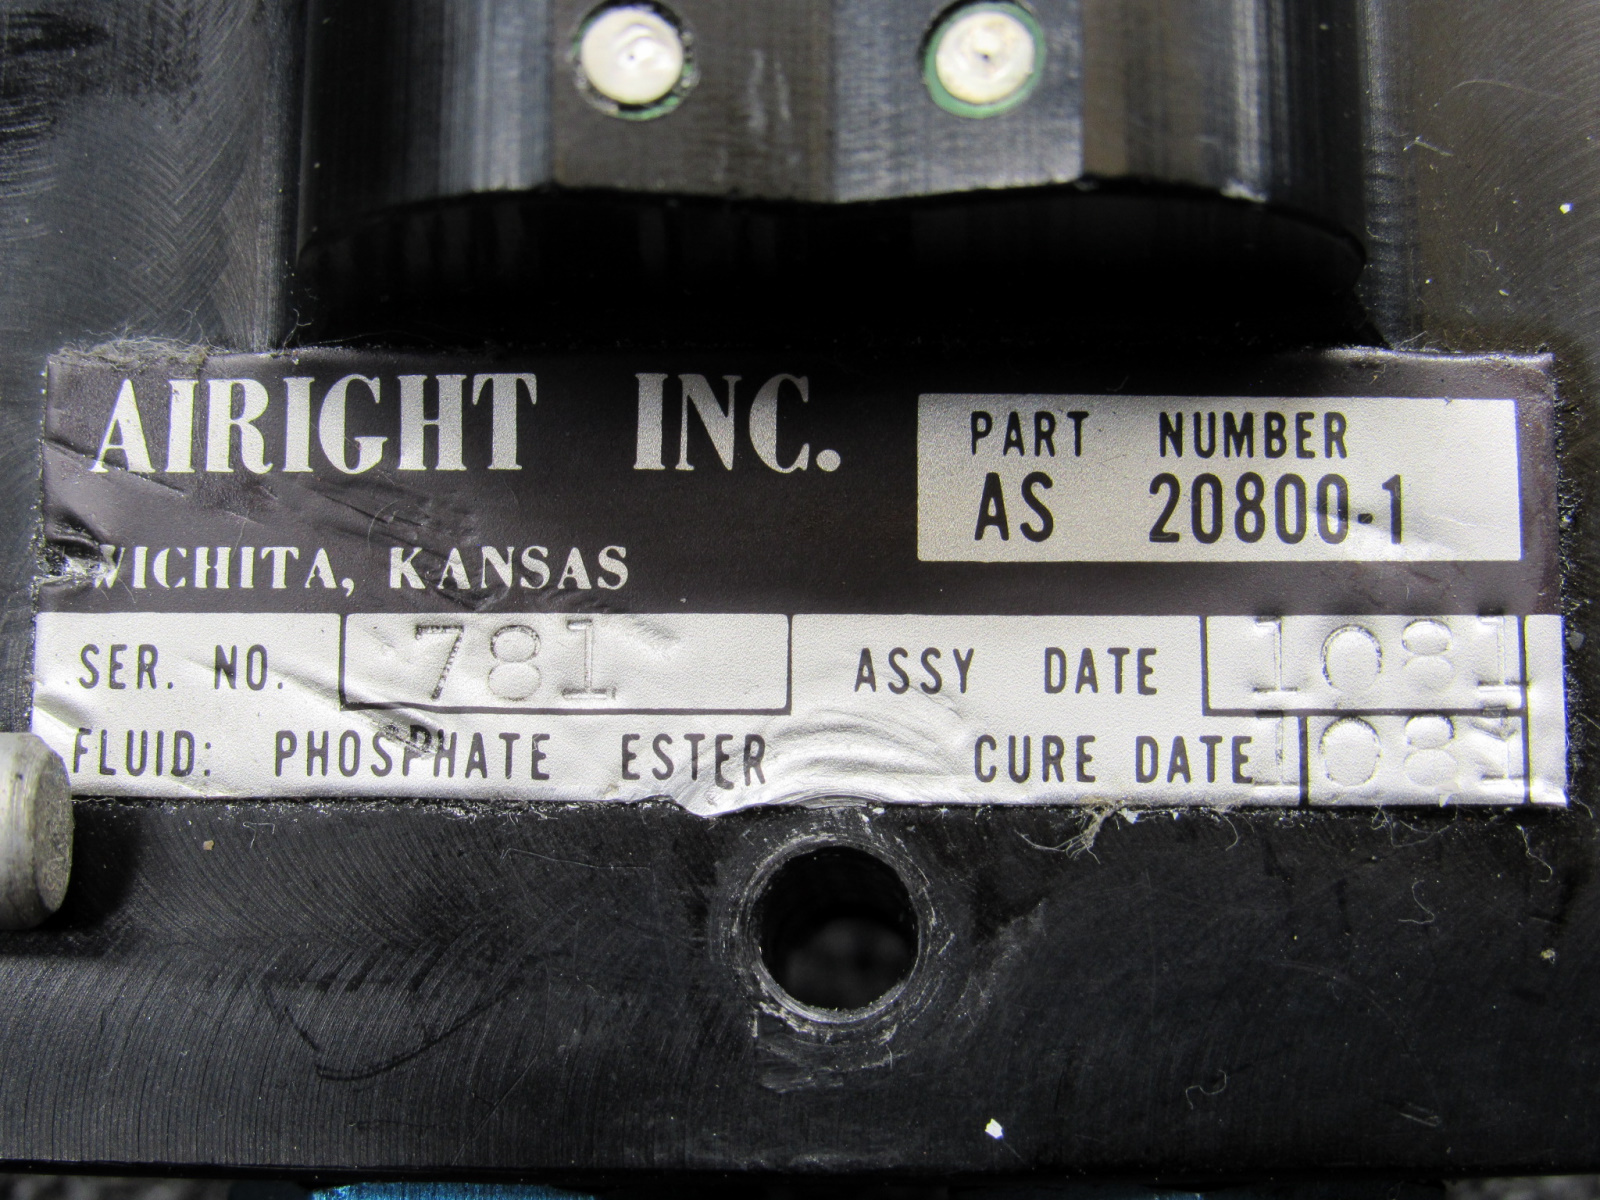 AIRIGHT INC.
WICHITA, KANSAS
PART NUMBER
AS 20800-1
SER. NO. 781
ASSY DATE 1081
FLUID: PHOSPHATE ESTER
CURE DATE 1081